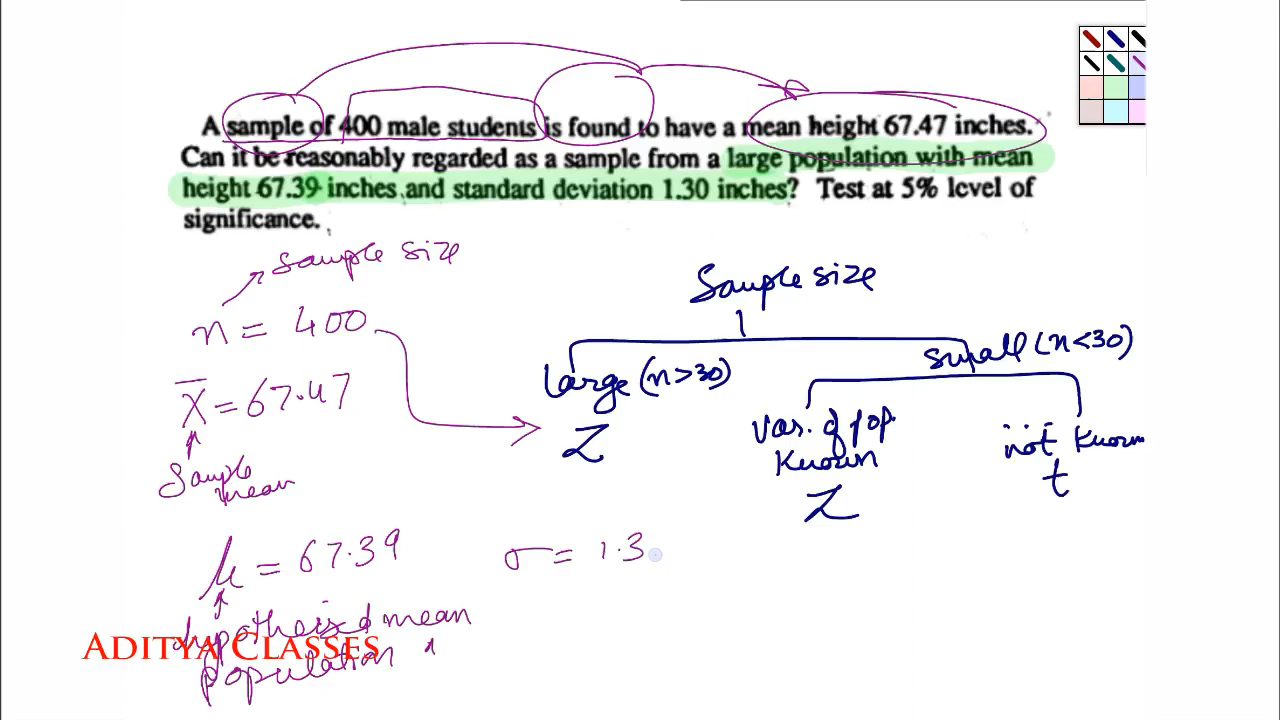 A sample of 400 male students is found to have a mean height 67.47 inches.
Can it be reasonably regarded as a sample from a large population with mean
height 67.39 inches and standard deviation 1.30 inches? Test at 5% level of
significance.
sample size
n = 400
X̄ = 67.47
Sample
mean
μ = 67.39
hypothesised mean
population
σ = 1.3
Sample size
large (n>30)
Z
small (n<30)
Var. of pop.
Known
Z
not Known
t
ADITYA CLASSES